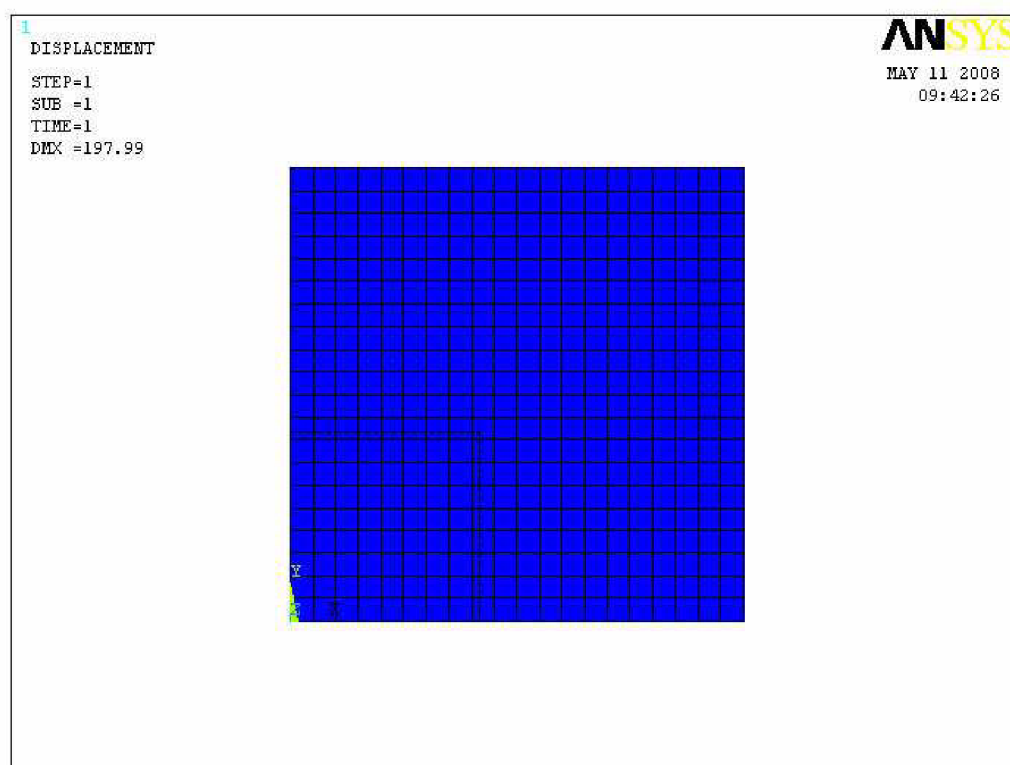 1
DISPLACEMENT
STEP=1
SUB =1
TIME=1
DMX =197.99
ANSYS
MAY 11 2008
09:42:26
Y
Z X